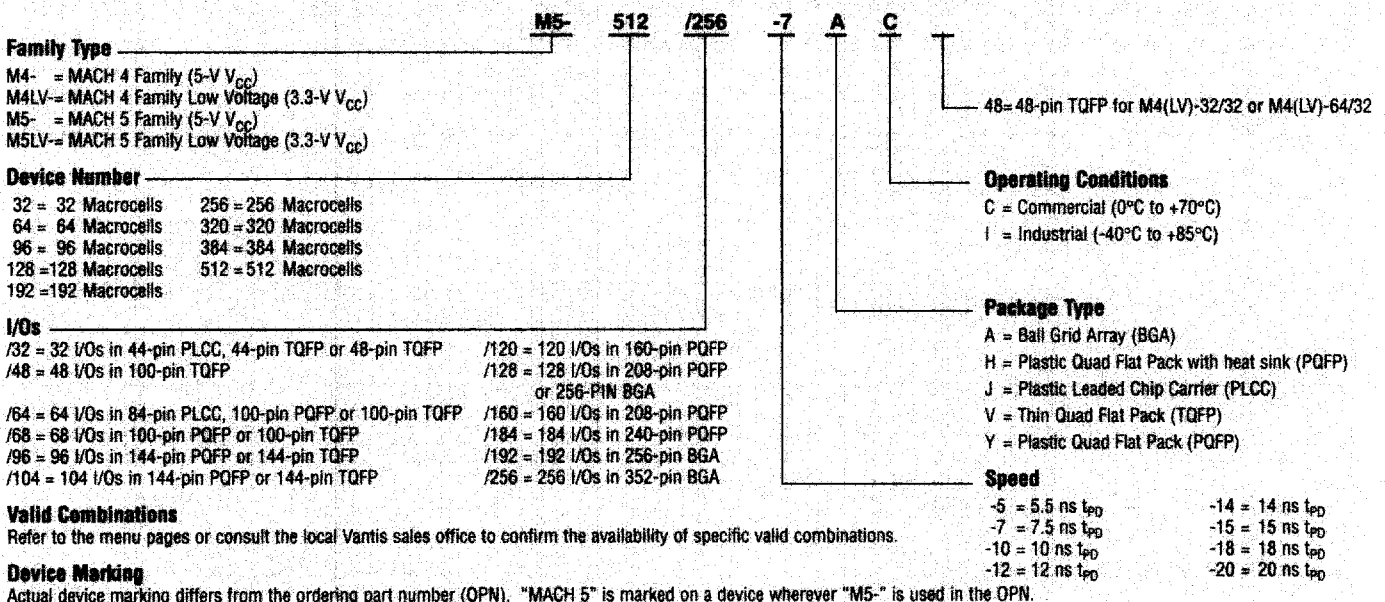 M5- 512 /256 -7 A C
Family Type
M4- = MACH 4 Family (5-V VCC)
M4LV-= MACH 4 Family Low Voltage (3.3-V VCC)
M5- = MACH 5 Family (5-V VCC)
M5LV-= MACH 5 Family Low Voltage (3.3-V VCC)
48=48-pin TQFP for M4(LV)-32/32 or M4(LV)-64/32
Device Number
32 = 32 Macrocells 256 =256 Macrocells
64 = 64 Macrocells 320 =320 Macrocells
96 = 96 Macrocells 384 =384 Macrocells
128 =128 Macrocells 512 =512 Macrocells
192 =192 Macrocells
Operating Conditions
C = Commercial (0°C to +70°C)
I = Industrial (-40°C to +85°C)
I/Os
/32 = 32 I/Os in 44-pin PLCC, 44-pin TQFP or 48-pin TQFP
/48 = 48 I/Os in 100-pin TQFP
/64 = 64 I/Os in 84-pin PLCC, 100-pin PQFP or 100-pin TQFP
/68 = 68 I/Os in 100-pin PQFP or 100-pin TQFP
/96 = 96 I/Os in 144-pin PQFP or 144-pin TQFP
/104 = 104 I/Os in 144-pin PQFP or 144-pin TQFP
/120 = 120 I/Os in 160-pin PQFP
/128 = 128 I/Os in 208-pin PQFP
or 256-PIN BGA
/160 = 160 I/Os in 208-pin PQFP
/184 = 184 I/Os in 240-pin PQFP
/192 = 192 I/Os in 256-pin BGA
/256 = 256 I/Os in 352-pin BGA
Package Type
A = Ball Grid Array (BGA)
H = Plastic Quad Flat Pack with heat sink (PQFP)
J = Plastic Leaded Chip Carrier (PLCC)
V = Thin Quad Flat Pack (TQFP)
Y = Plastic Quad Flat Pack (PQFP)
Speed
-5 = 5.5 ns tPD -14 = 14 ns tPD
-7 = 7.5 ns tPD -15 = 15 ns tPD
-10 = 10 ns tPD -18 = 18 ns tPD
-12 = 12 ns tPD -20 = 20 ns tPD
Valid Combinations
Refer to the menu pages or consult the local Vantis sales office to confirm the availability of specific valid combinations.
Device Marking
Actual device marking differs from the ordering part number (OPN). "MACH 5" is marked on a device wherever "M5-" is used in the OPN.